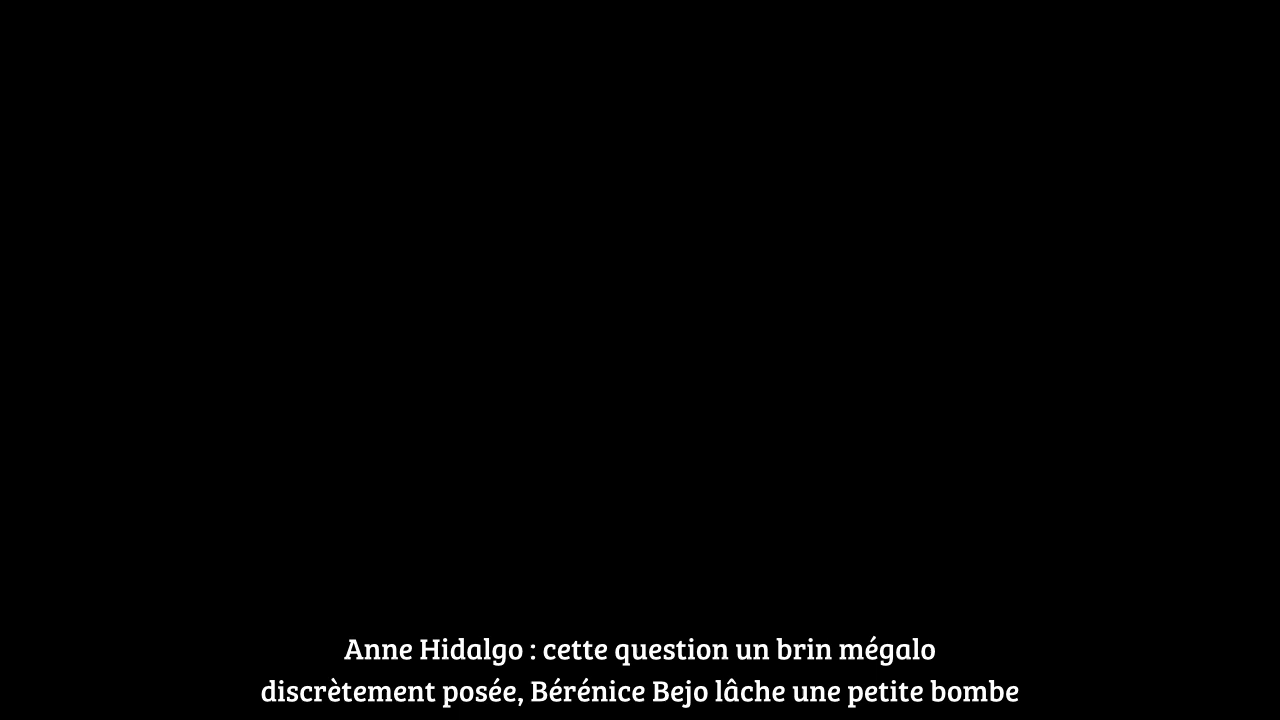 Anne Hidalgo : cette question un brin mégalo
discrètement posée, Bérénice Bejo lâche une petite bombe